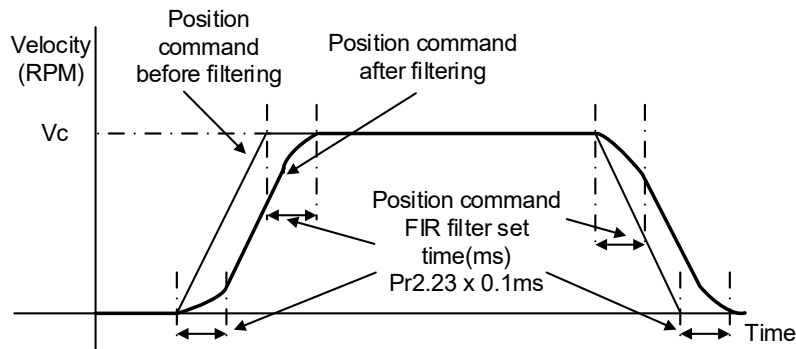 Position
command
before filtering
Velocity
(RPM)
Position command
after filtering
Vc
Position command
FIR filter set
time(ms)
Pr2.23 x 0.1ms
Time